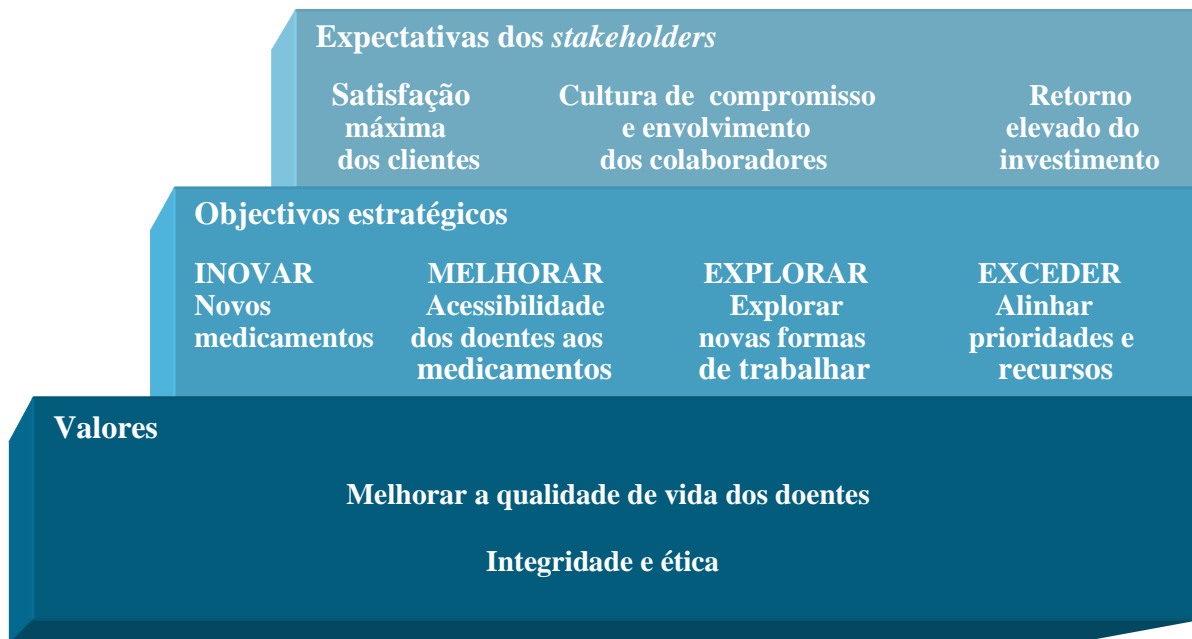 Expectativas dos stakeholders
Satisfação
máxima
dos clientes
Cultura de compromisso
e envolvimento
dos colaboradores
Retorno
elevado do
investimento
Objectivos estratégicos
INOVAR
Novos
medicamentos
MELHORAR
Acessibilidade
dos doentes aos
medicamentos
EXPLORAR
Explorar
novas formas
de trabalhar
EXCEDER
Alinhar
prioridades e
recursos
Valores
Melhorar a qualidade de vida dos doentes
Integridade e ética